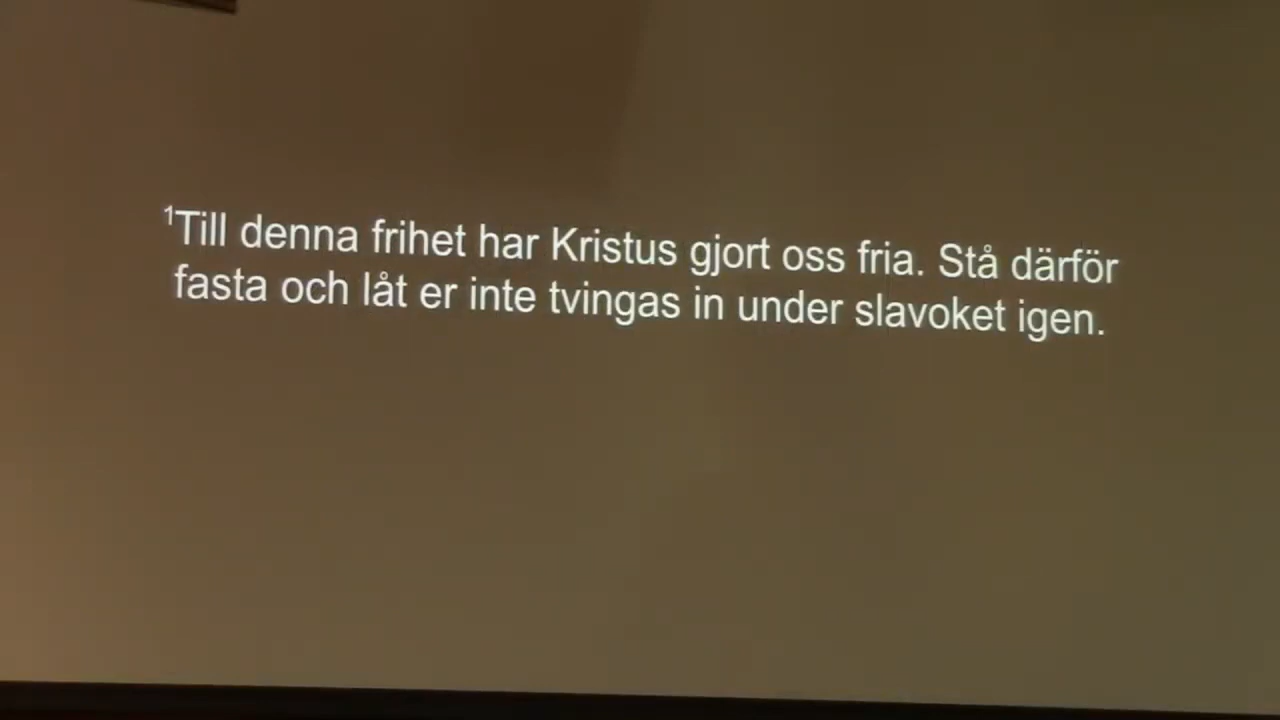 ¹Till denna frihet har Kristus gjort oss fria. Stå därför
fasta och låt er inte tvingas in under slavoket igen.